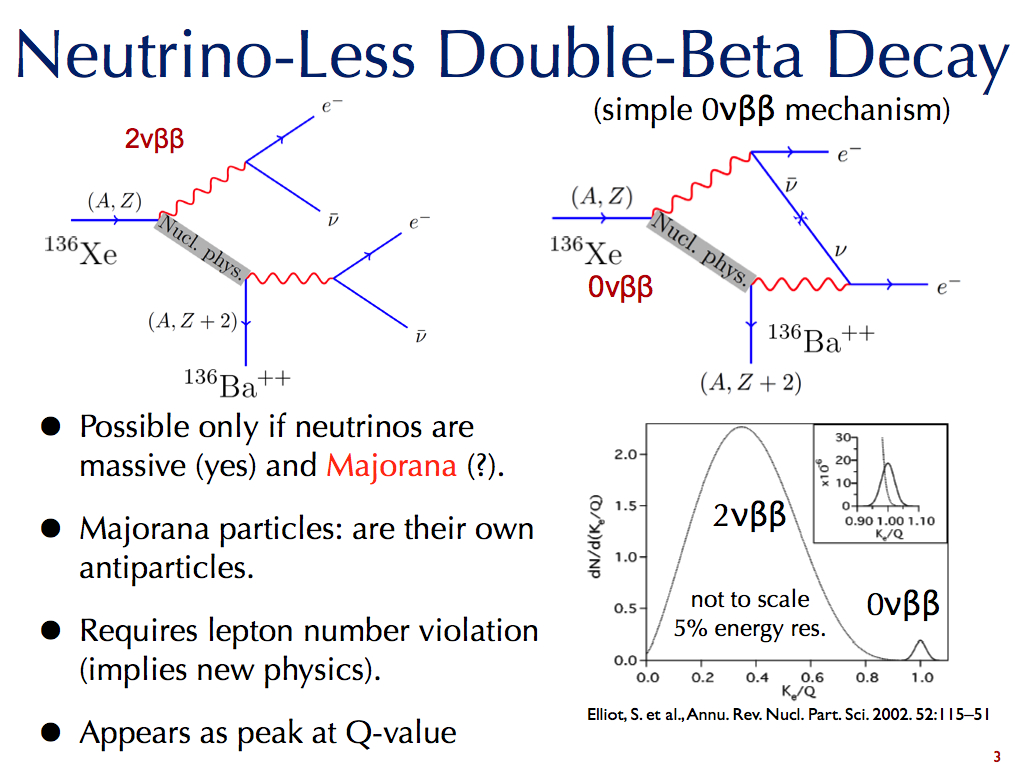 Neutrino-Less Double-Beta Decay
(simple 0νββ mechanism)
2νββ
e⁻
ν̄
(A, Z)
¹³⁶Xe
Nucl. phys.
e⁻
ν̄
(A, Z + 2)
¹³⁶Ba⁺⁺
e⁻
ν̄
(A, Z)
¹³⁶Xe
Nucl. phys.
ν
0νββ
e⁻
¹³⁶Ba⁺⁺
(A, Z + 2)
● Possible only if neutrinos are
massive (yes) and Majorana (?).
● Majorana particles: are their own
antiparticles.
● Requires lepton number violation
(implies new physics).
● Appears as peak at Q-value
dN/d(Kₑ/Q)
2.0
1.5
1.0
0.5
0.0
0.0 0.2 0.4 0.6 0.8 1.0
Kₑ/Q
2νββ
not to scale
5% energy res.
0νββ
x10⁻⁶
30
20
10
0
0.90 1.00 1.10
Kₑ/Q
Elliot, S. et al., Annu. Rev. Nucl. Part. Sci. 2002. 52:115–51
3